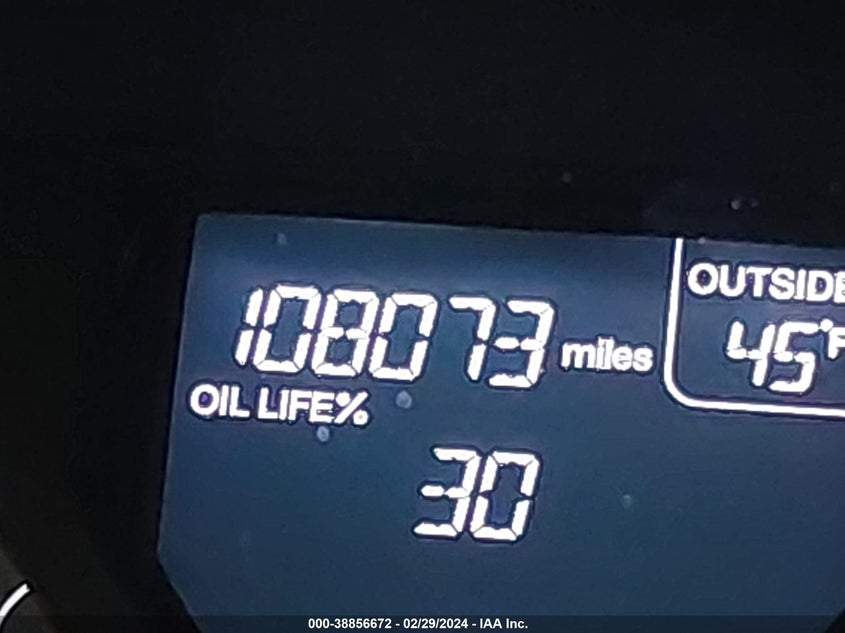 OUTSIDE
108073 miles
45°F
OIL LIFE%
30
000-38856672 - 02/29/2024 - IAA Inc.